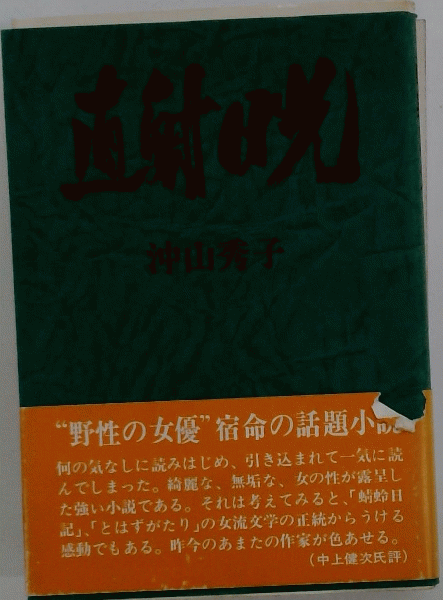 直射日光
沖山秀子
“野性の女優”宿命の話題小説
何の気なしに読みはじめ、引き込まれて一気に読
んでしまった。綺麗な、無垢な、女の性が露呈し
た強い小説である。それは考えてみると、「蜻蛉日
記」、「とはずがたり」の女流文学の正統からうける
感動でもある。昨今のあまたの作家が色あせる。
(中上健次氏評)